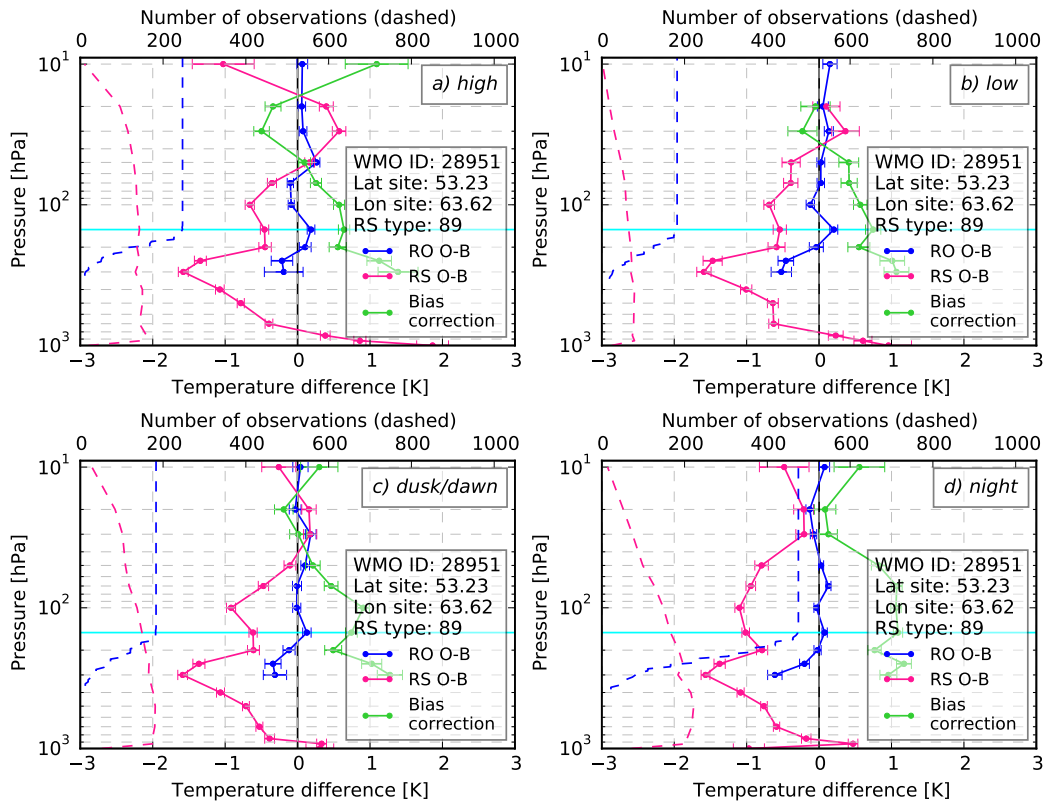 Number of observations (dashed)
0 200 400 600 800 1000
Pressure [hPa]
10¹
10²
10³
a) high
WMO ID: 28951
Lat site: 53.23
Lon site: 63.62
RS type: 89
RO O-B
RS O-B
Bias
correction
−3 −2 −1 0 1 2 3
Temperature difference [K]
Number of observations (dashed)
0 200 400 600 800 1000
Pressure [hPa]
10¹
10²
10³
b) low
WMO ID: 28951
Lat site: 53.23
Lon site: 63.62
RS type: 89
RO O-B
RS O-B
Bias
correction
−3 −2 −1 0 1 2 3
Temperature difference [K]
Number of observations (dashed)
0 200 400 600 800 1000
Pressure [hPa]
10¹
10²
10³
c) dusk/dawn
WMO ID: 28951
Lat site: 53.23
Lon site: 63.62
RS type: 89
RO O-B
RS O-B
Bias
correction
−3 −2 −1 0 1 2 3
Temperature difference [K]
Number of observations (dashed)
0 200 400 600 800 1000
Pressure [hPa]
10¹
10²
10³
d) night
WMO ID: 28951
Lat site: 53.23
Lon site: 63.62
RS type: 89
RO O-B
RS O-B
Bias
correction
−3 −2 −1 0 1 2 3
Temperature difference [K]